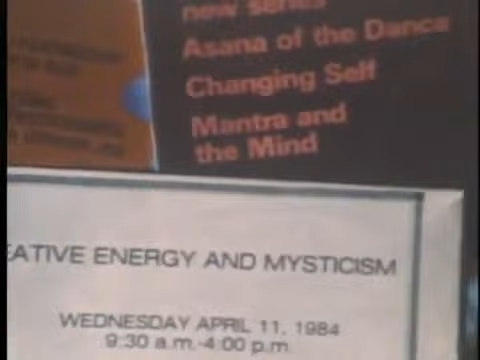 new series
Asana of the Dance
Changing Self
Mantra and
the Mind
EATIVE ENERGY AND MYSTICISM
WEDNESDAY APRIL 11, 1984
9:30 a.m.-4:00 p.m.